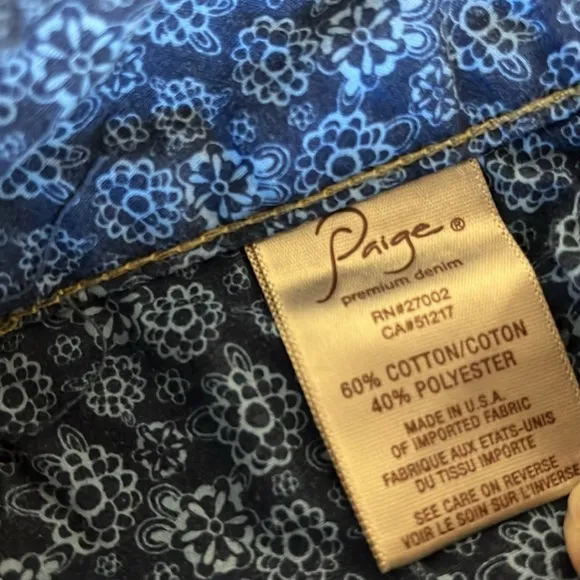 Paige®
premium denim
RN#27002
CA#51217
60% COTTON/COTON
40% POLYESTER
MADE IN U.S.A.
OF IMPORTED FABRIC
FABRIQUE AUX ETATS-UNIS
DU TISSU IMPORTE
SEE CARE ON REVERSE
VOIR LE SOIN SUR L'INVERSE